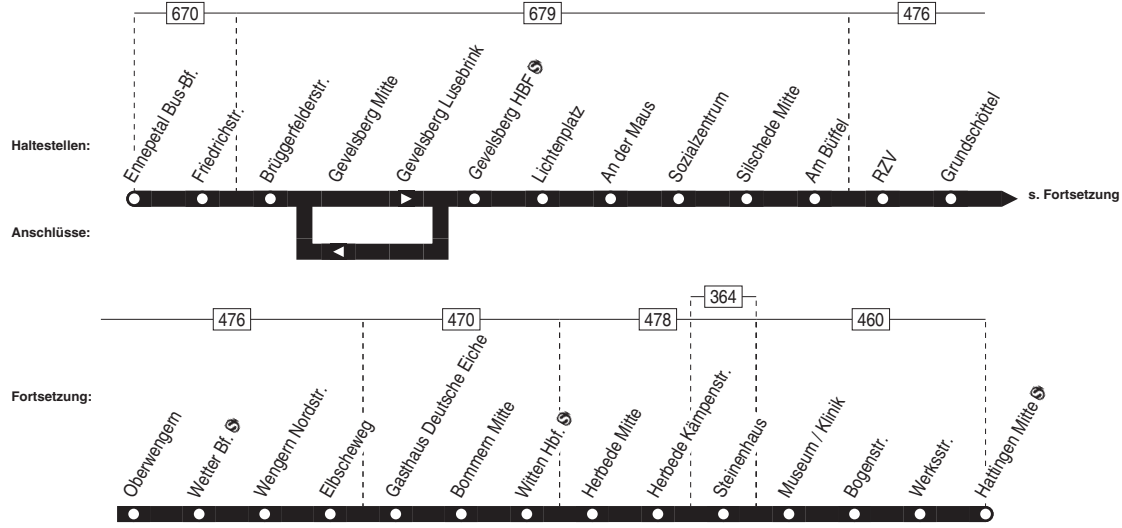 670 679 476
Ennepetal Bus-Bf.
Friedrichstr.
Brüggerfelderstr.
Gevelsberg Mitte
Gevelsberg Lusebrink
Gevelsberg HBF S
Lichtenplatz
An der Maus
Sozialzentrum
Silschede Mitte
Am Büffel
RZV
Grundschöttel
Haltestellen:
s. Fortsetzung
Anschlüsse:
364
476 470 478 460
Fortsetzung:
Oberwengern
Wetter Bf. S
Wengern Nordstr.
Elbscheweg
Gasthaus Deutsche Eiche
Bommern Mitte
Witten Hbf. S
Herbede Mitte
Herbede Kämpenstr.
Steinenhaus
Museum / Klinik
Bogenstr.
Werksstr.
Hattingen Mitte S